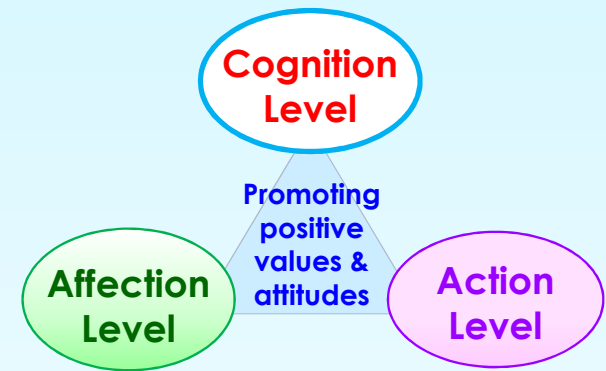 Cognition
Level
Promoting
positive
values &
attitudes
Affection
Level
Action
Level